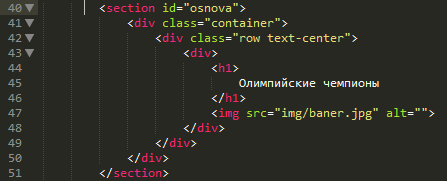 40 <section id="osnova">
41 <div class="container">
42 <div class="row text-center">
43 <div>
44 <h1>
45 Олимпийские чемпионы
46 </h1>
47 <img src="img/baner.jpg" alt="">
48 </div>
49 </div>
50 </div>
51 </section>